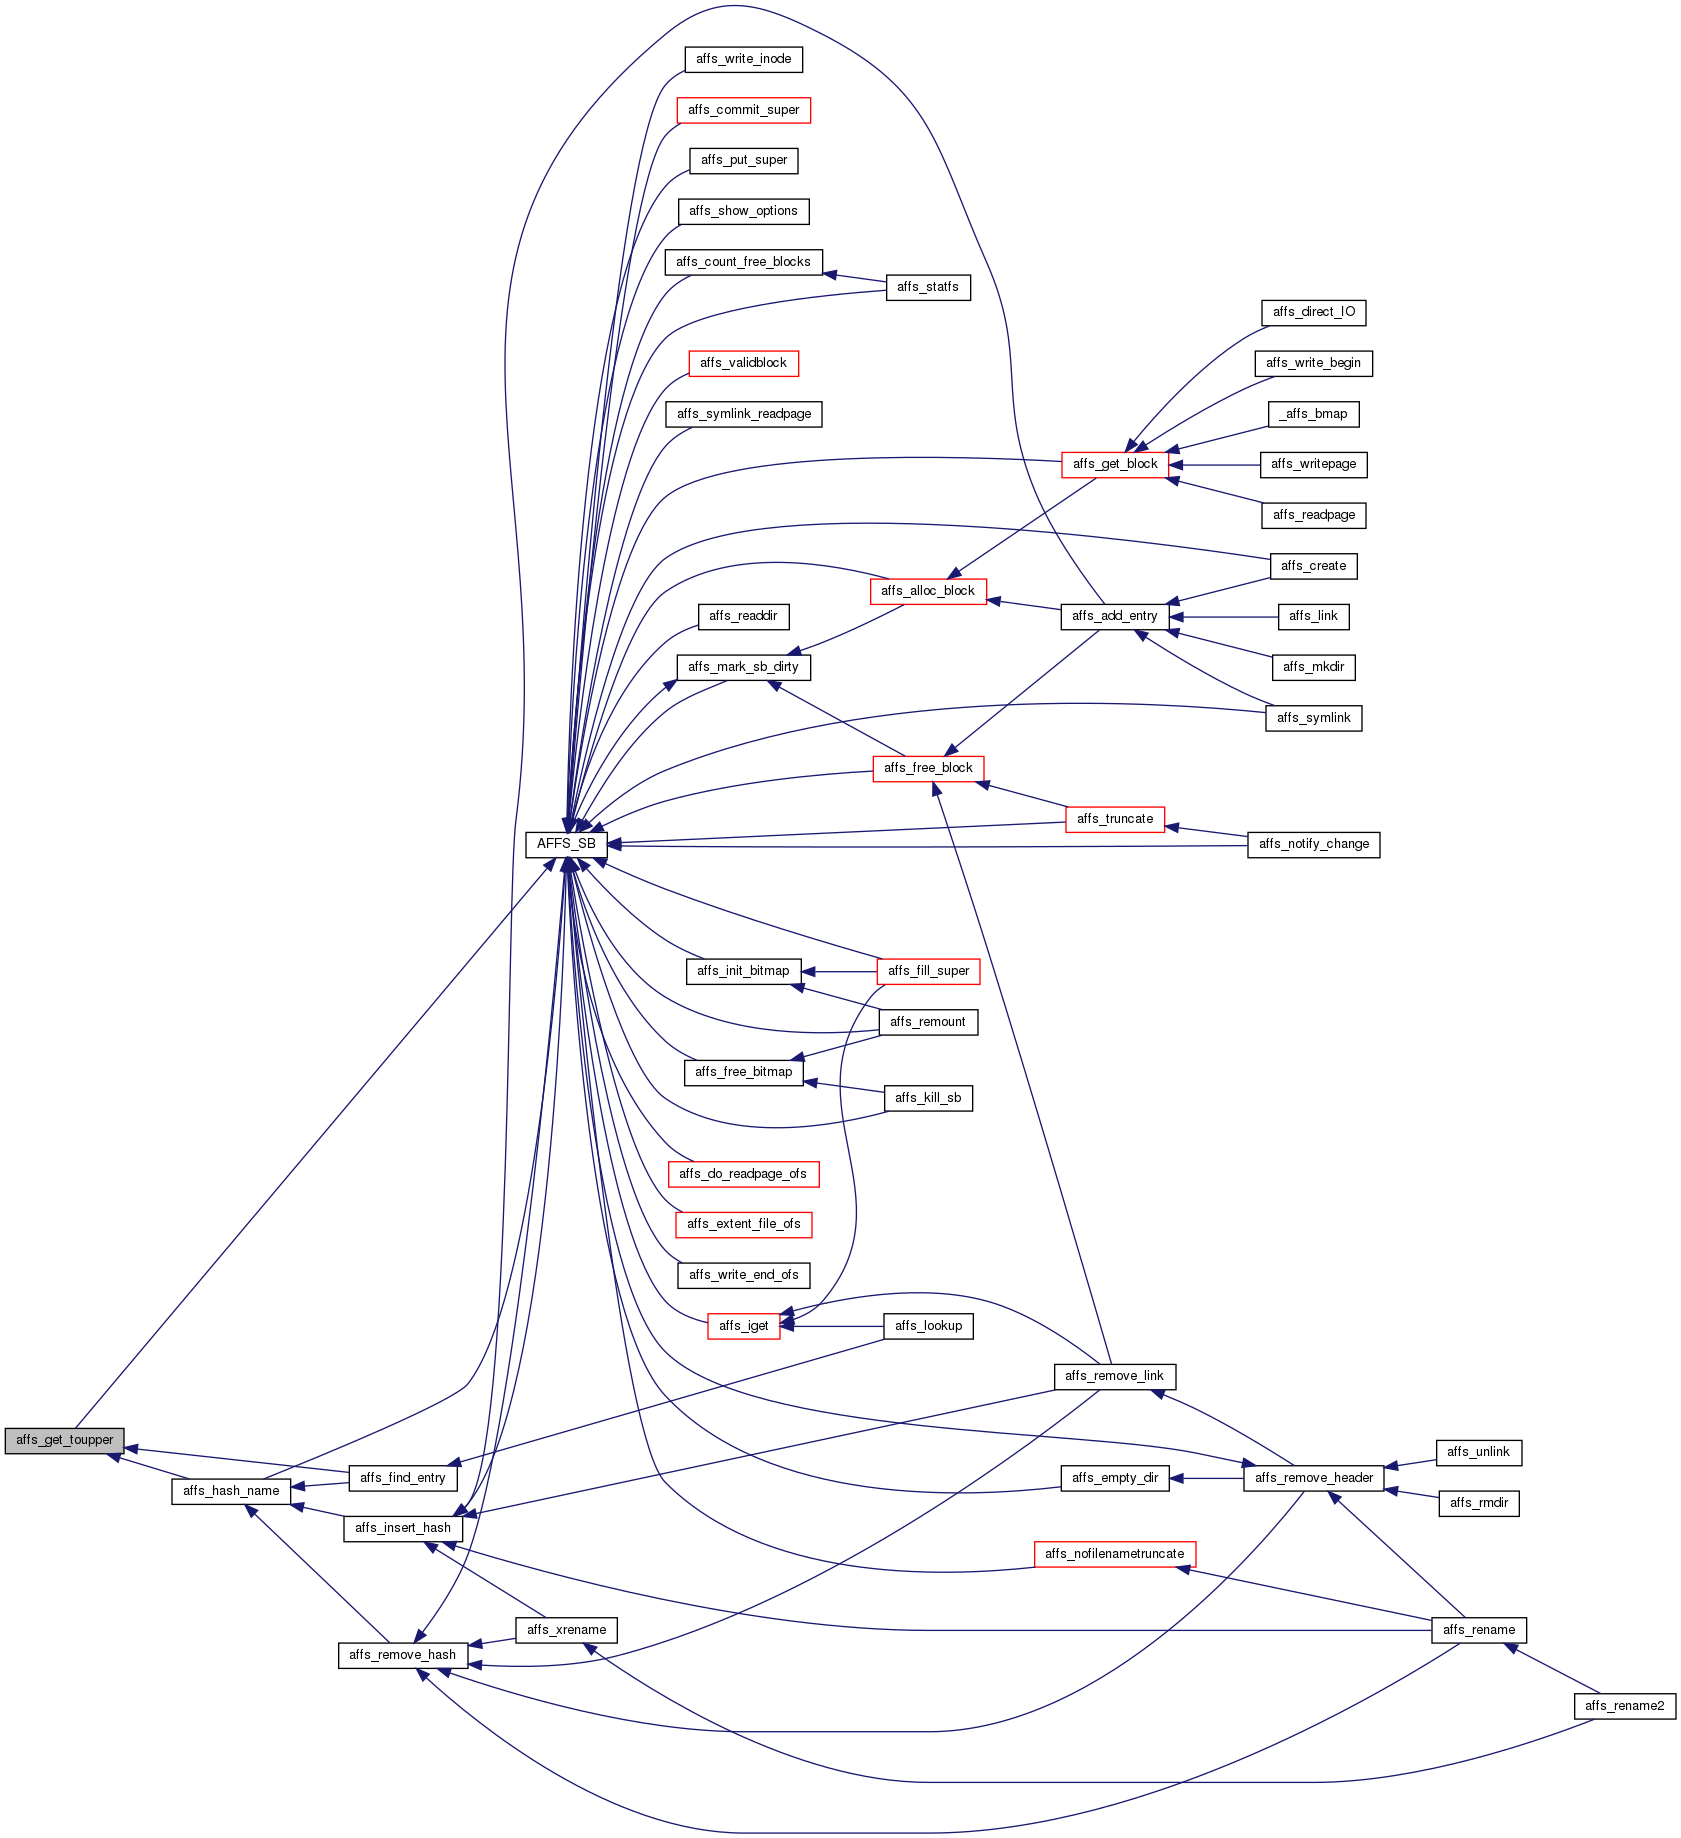 affs_write_inode
affs_commit_super
affs_put_super
affs_show_options
affs_count_free_blocks
affs_statfs
affs_direct_IO
affs_validblock
affs_write_begin
affs_symlink_readpage
_affs_bmap
affs_get_block
affs_writepage
affs_readpage
affs_create
affs_alloc_block
affs_readdir
affs_add_entry
affs_link
affs_mark_sb_dirty
affs_mkdir
affs_symlink
affs_free_block
affs_truncate
AFFS_SB
affs_notify_change
affs_init_bitmap
affs_fill_super
affs_remount
affs_free_bitmap
affs_kill_sb
affs_do_readpage_ofs
affs_extent_file_ofs
affs_write_end_ofs
affs_iget
affs_lookup
affs_remove_link
affs_get_toupper
affs_unlink
affs_find_entry
affs_empty_dir
affs_remove_header
affs_hash_name
affs_rmdir
affs_insert_hash
affs_nofilenametruncate
affs_xrename
affs_rename
affs_remove_hash
affs_rename2